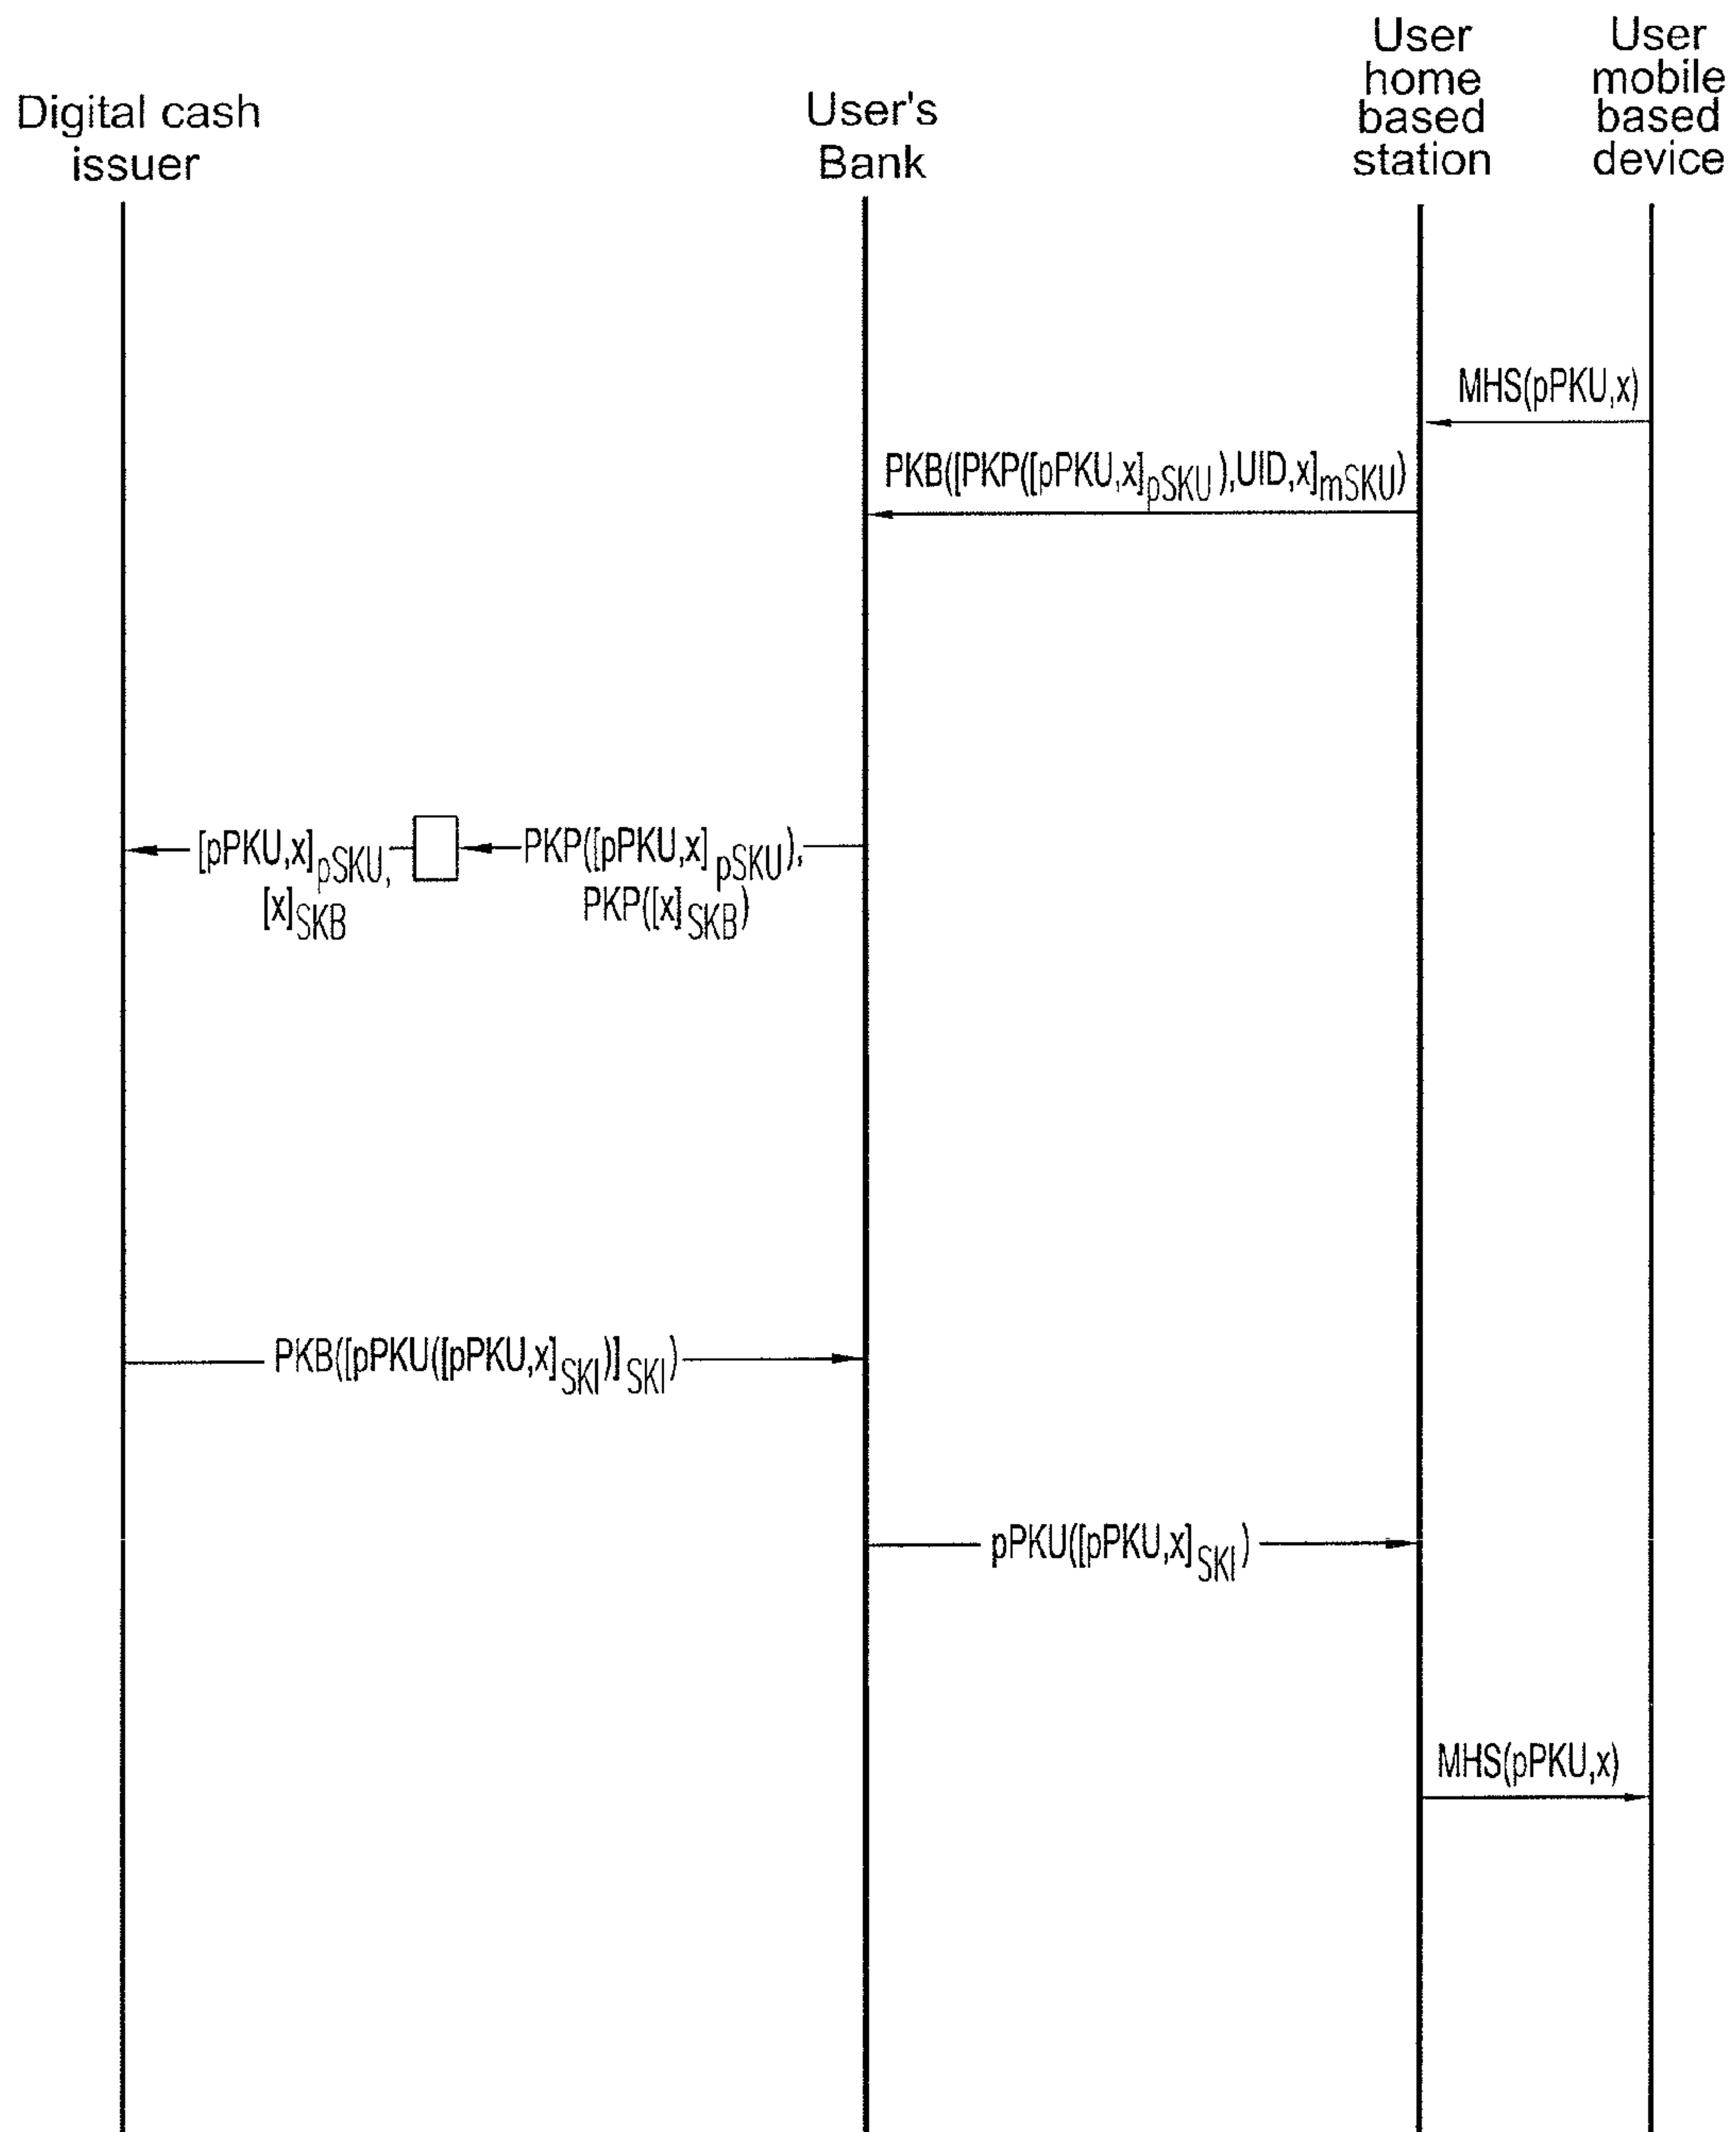 Digital cash
issuer
User's
Bank
User
home
based
station
User
mobile
based
device
MHS(pPKU,x)
PKB([PKP([pPKU,x]pSKU),UID,x]mSKU)
[pPKU,x]pSKU,
[x]SKB
PKP([pPKU,x]pSKU),
PKP([x]SKB)
PKB([pPKU([pPKU,x]SKI)]SKI)
pPKU([pPKU,x]SKI)
MHS(pPKU,x)